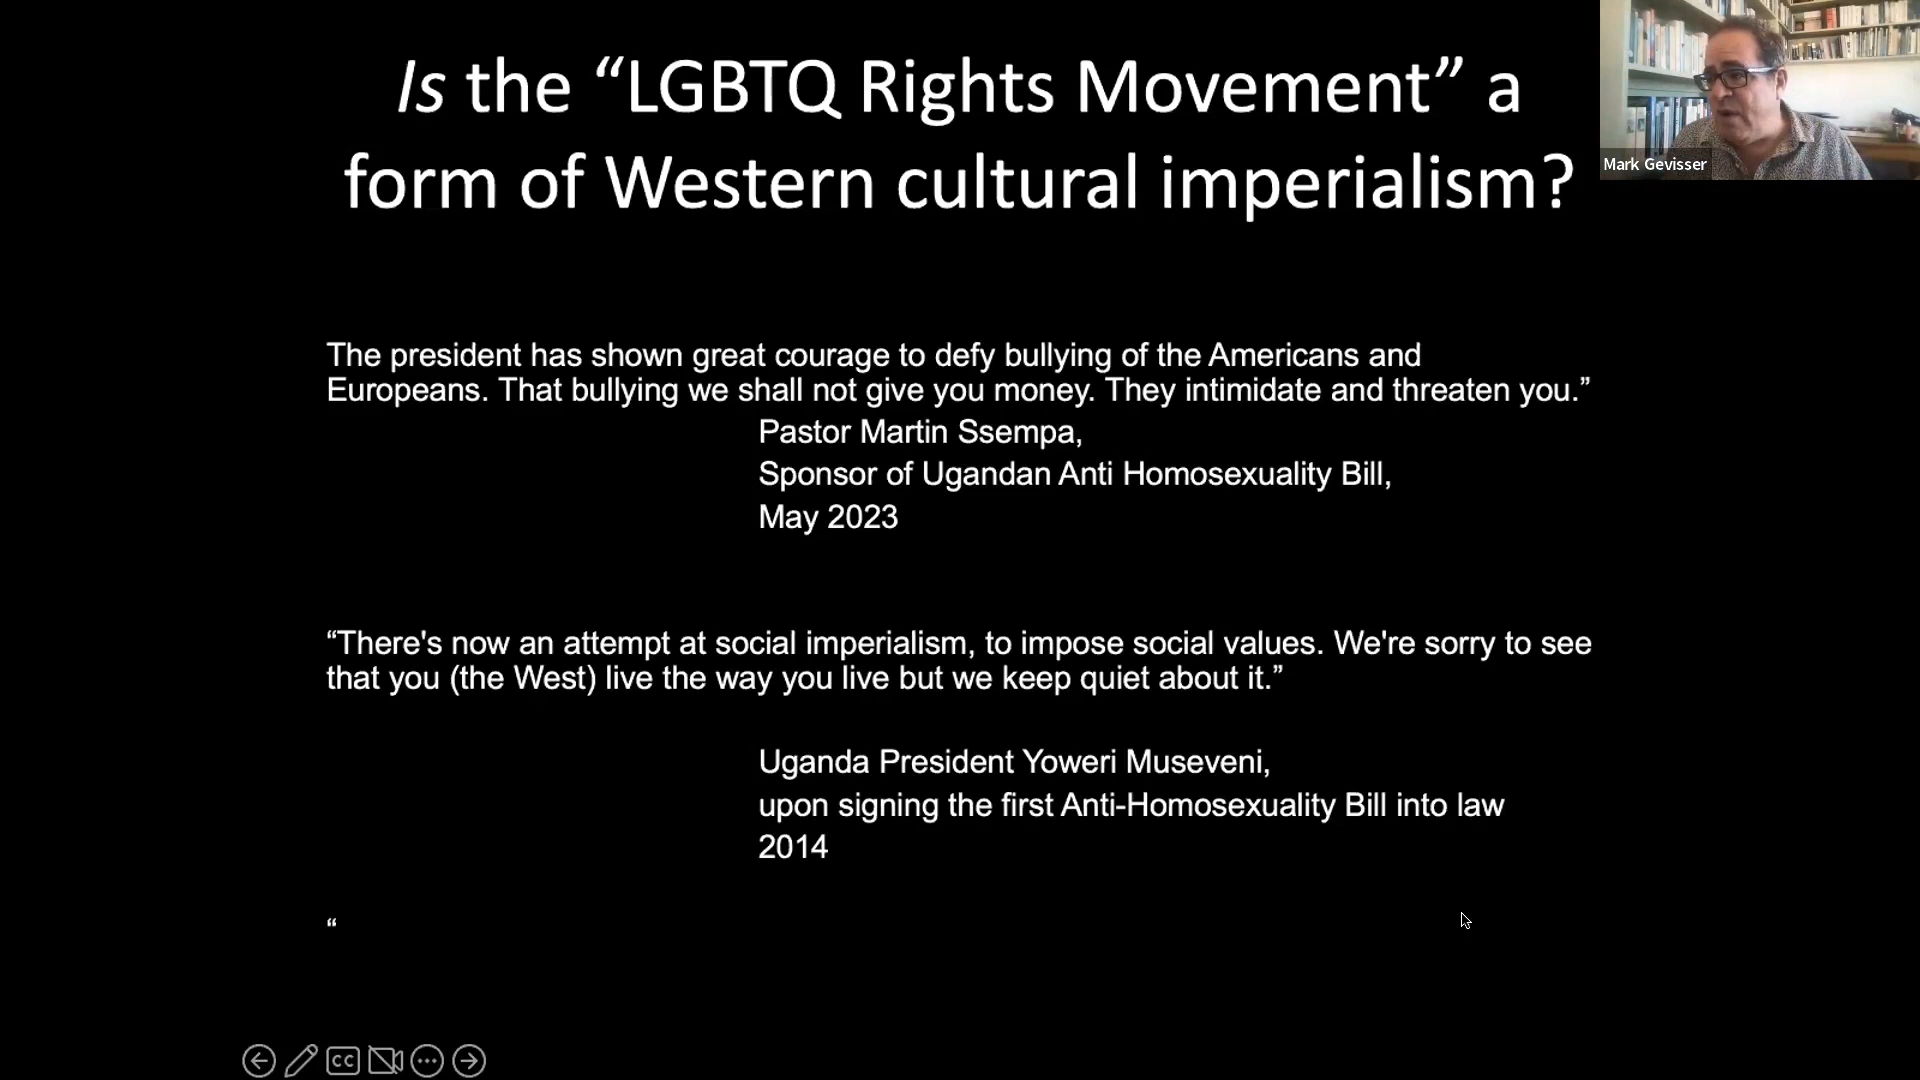 Is the “LGBTQ Rights Movement” a
form of Western cultural imperialism?
Mark Gevisser
The president has shown great courage to defy bullying of the Americans and
Europeans. That bullying we shall not give you money. They intimidate and threaten you.”
Pastor Martin Ssempa,
Sponsor of Ugandan Anti Homosexuality Bill,
May 2023
“There's now an attempt at social imperialism, to impose social values. We're sorry to see
that you (the West) live the way you live but we keep quiet about it.”
Uganda President Yoweri Museveni,
upon signing the first Anti-Homosexuality Bill into law
2014
“
CC